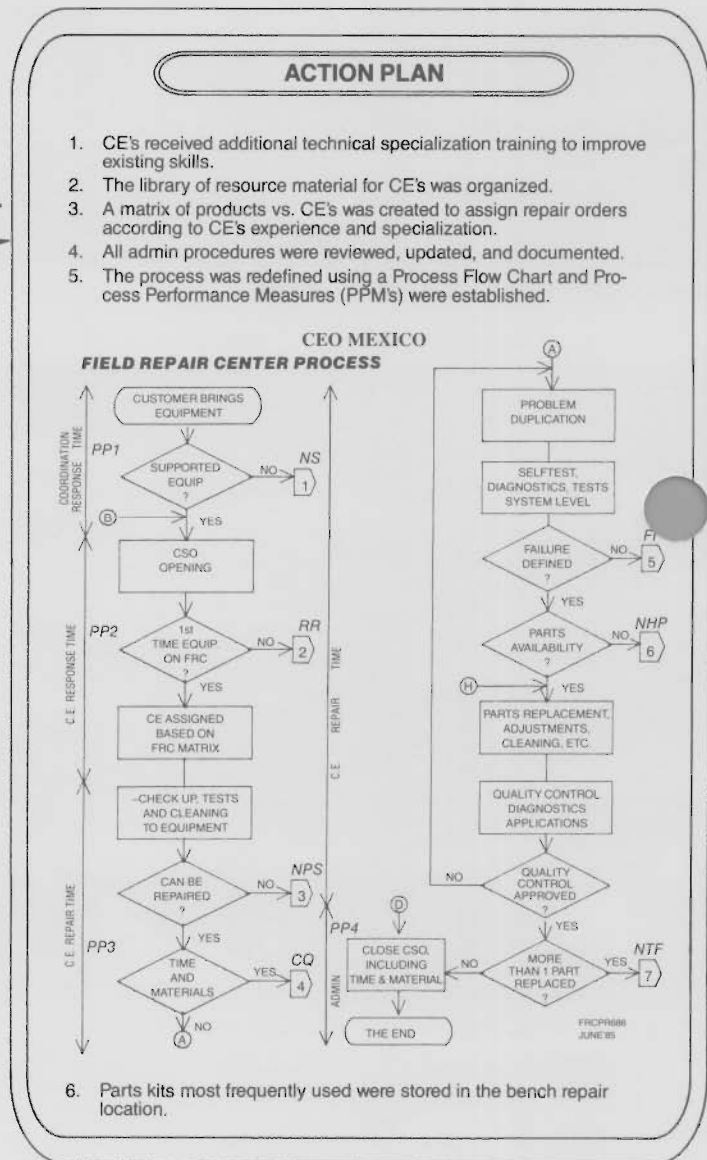 ACTION PLAN
1. CE's received additional technical specialization training to improve
existing skills.
2. The library of resource material for CE's was organized.
3. A matrix of products vs. CE's was created to assign repair orders
according to CE's experience and specialization.
4. All admin procedures were reviewed, updated, and documented.
5. The process was redefined using a Process Flow Chart and Pro-
cess Performance Measures (PPM's) were established.
CEO MEXICO
FIELD REPAIR CENTER PROCESS
COORDINATION
RESPONSE TIME
PP1
CUSTOMER BRINGS
EQUIPMENT
SUPPORTED
EQUIP
?
NO
NS
1
B
YES
C.E. RESPONSE TIME
PP2
CSO
OPENING
1st
TIME EQUIP
ON FRC
?
NO
RR
2
YES
CE ASSIGNED
BASED ON
FRC MATRIX
C.E. REPAIR TIME
PP3
-CHECK UP, TESTS
AND CLEANING
TO EQUIPMENT
CAN BE
REPAIRED
?
NO
NPS
3
YES
TIME
AND
MATERIALS
YES
CQ
4
NO
A
C.E. REPAIR TIME
A
PROBLEM
DUPLICATION
SELFTEST,
DIAGNOSTICS, TESTS
SYSTEM LEVEL
FAILURE
DEFINED
?
NO
FI
5
YES
PARTS
AVAILABILITY
?
NO
NHP
6
H
YES
PARTS REPLACEMENT,
ADJUSTMENTS,
CLEANING, ETC.
QUALITY CONTROL
DIAGNOSTICS
APPLICATIONS
QUALITY
CONTROL
APPROVED
?
NO
YES
MORE
THAN 1 PART
REPLACED
?
YES
NTF
7
NO
ADMIN
PP4
D
CLOSE CSO,
INCLUDING
TIME & MATERIAL
THE END
FRCPR686
JUNE'85
6. Parts kits most frequently used were stored in the bench repair
location.